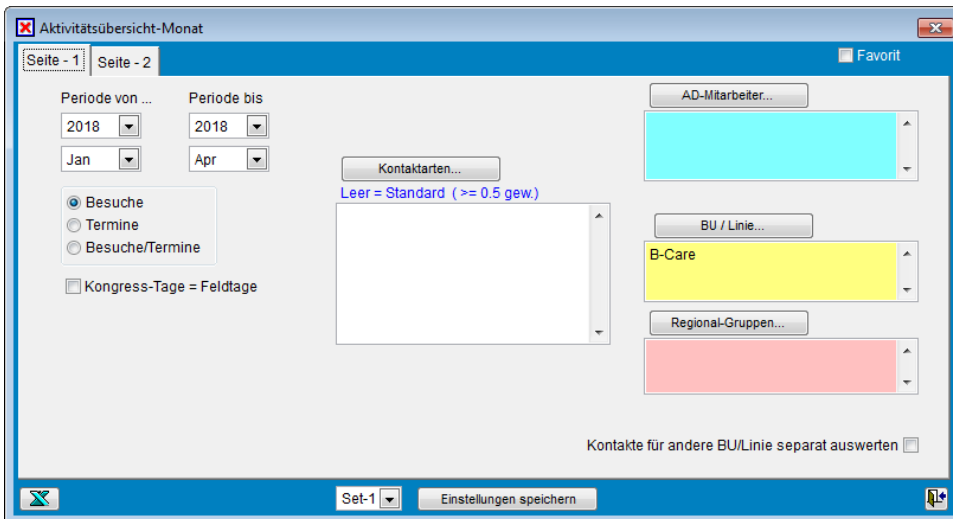 Aktivitätsübersicht-Monat
Seite - 1
Seite - 2
Favorit
Periode von ...
Periode bis
2018
2018
Jan
Apr
Besuche
Termine
Besuche/Termine
Kongress-Tage = Feldtage
Kontaktarten...
Leer = Standard ( >= 0.5 gew.)
AD-Mitarbeiter...
BU / Linie...
B-Care
Regional-Gruppen...
Kontakte für andere BU/Linie separat auswerten
Set-1
Einstellungen speichern